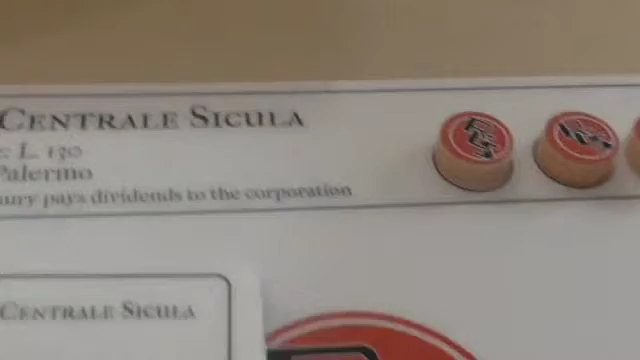 Centrale Sicula
: L. 130
Palermo
ury pays dividends to the corporation
Centrale Sicula